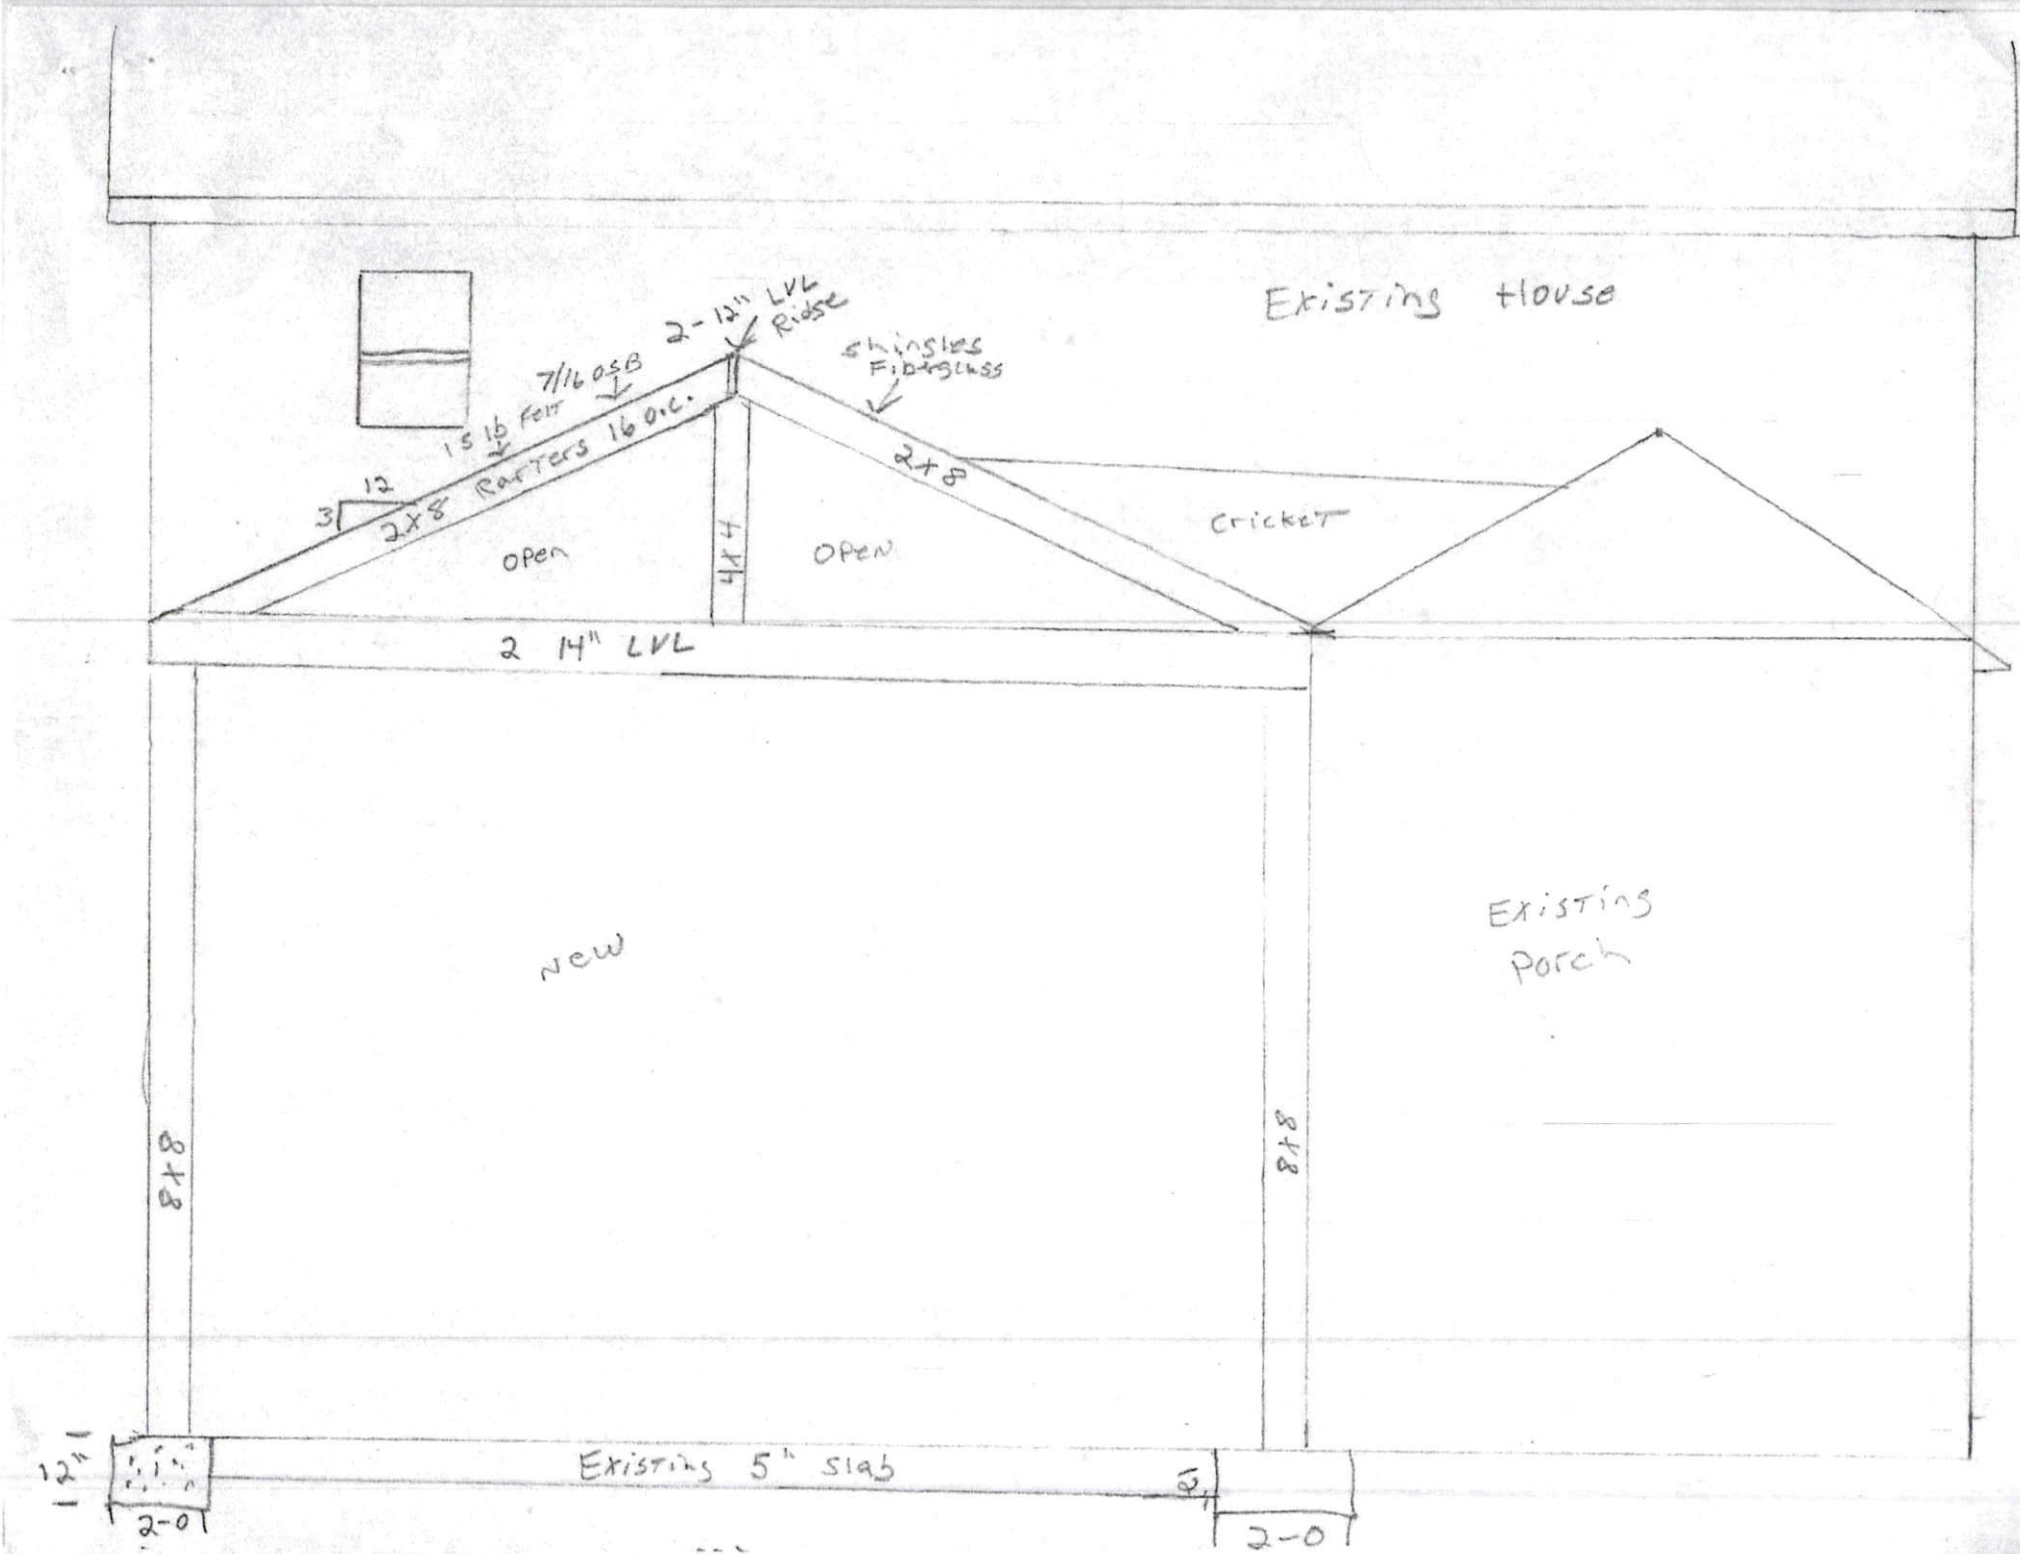 Existing House
2-12" LVL
Ridge
Shingles
Fiberglass
7/16 OSB
15 lb Felt
2x8 Rafters 16 O.C.
12
3
2x8
Open
4x4
Open
Cricket
2 14" LVL
New
Existing
Porch
8x8
8x8
12"
2-0
Existing 5" Slab
12"
2-0